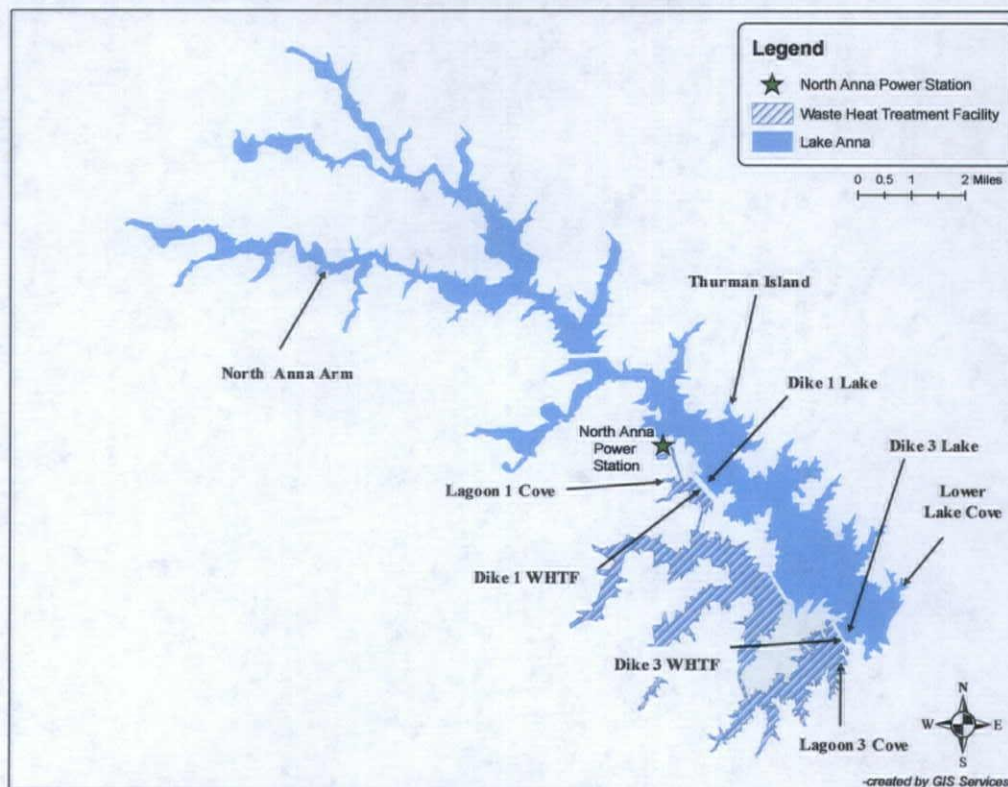 Legend
North Anna Power Station
Waste Heat Treatment Facility
Lake Anna
0 0.5 1 2 Miles
Thurman Island
North Anna Arm
Dike 1 Lake
North Anna
Power
Station
Dike 3 Lake
Lagoon 1 Cove
Lower
Lake Cove
Dike 1 WHTF
Dike 3 WHTF
Lagoon 3 Cove
N
W E
S
-created by GIS Services